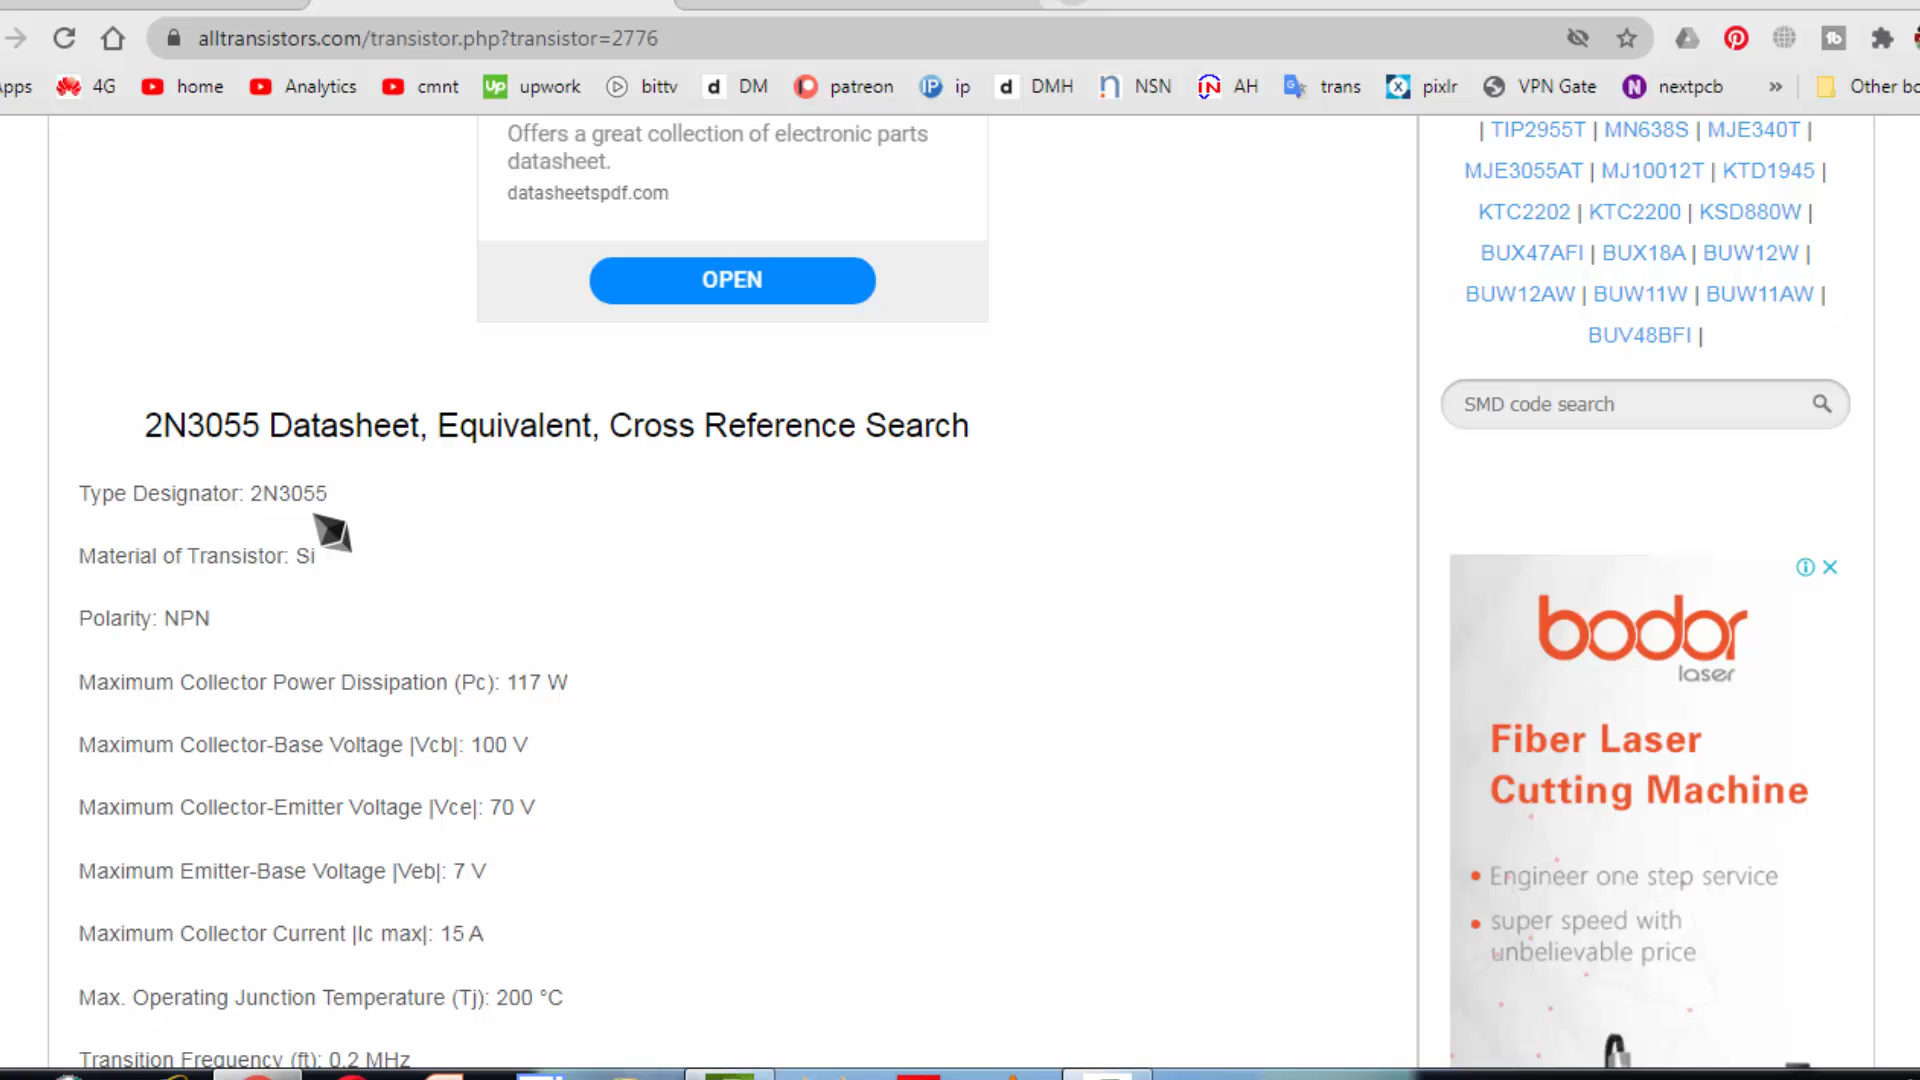 alltransistors.com/transistor.php?transistor=2776
4G home Analytics cmnt Up upwork bittv d DM patreon IP ip d DMH n NSN AH trans pixlr VPN Gate N nextpcb » Other bo
Offers a great collection of electronic parts
datasheet.
datasheetspdf.com
OPEN
2N3055 Datasheet, Equivalent, Cross Reference Search
Type Designator: 2N3055
Material of Transistor: Si
Polarity: NPN
Maximum Collector Power Dissipation (Pc): 117 W
Maximum Collector-Base Voltage |Vcb|: 100 V
Maximum Collector-Emitter Voltage |Vce|: 70 V
Maximum Emitter-Base Voltage |Veb|: 7 V
Maximum Collector Current |Ic max|: 15 A
Max. Operating Junction Temperature (Tj): 200 °C
Transition Frequency (ft): 0.2 MHz
| TIP2955T | MN638S | MJE340T |
MJE3055AT | MJ10012T | KTD1945 |
KTC2202 | KTC2200 | KSD880W |
BUX47AFI | BUX18A | BUW12W |
BUW12AW | BUW11W | BUW11AW |
BUV48BFI |
SMD code search
bodor
laser
Fiber Laser
Cutting Machine
• Engineer one step service
• super speed with
unbelievable price